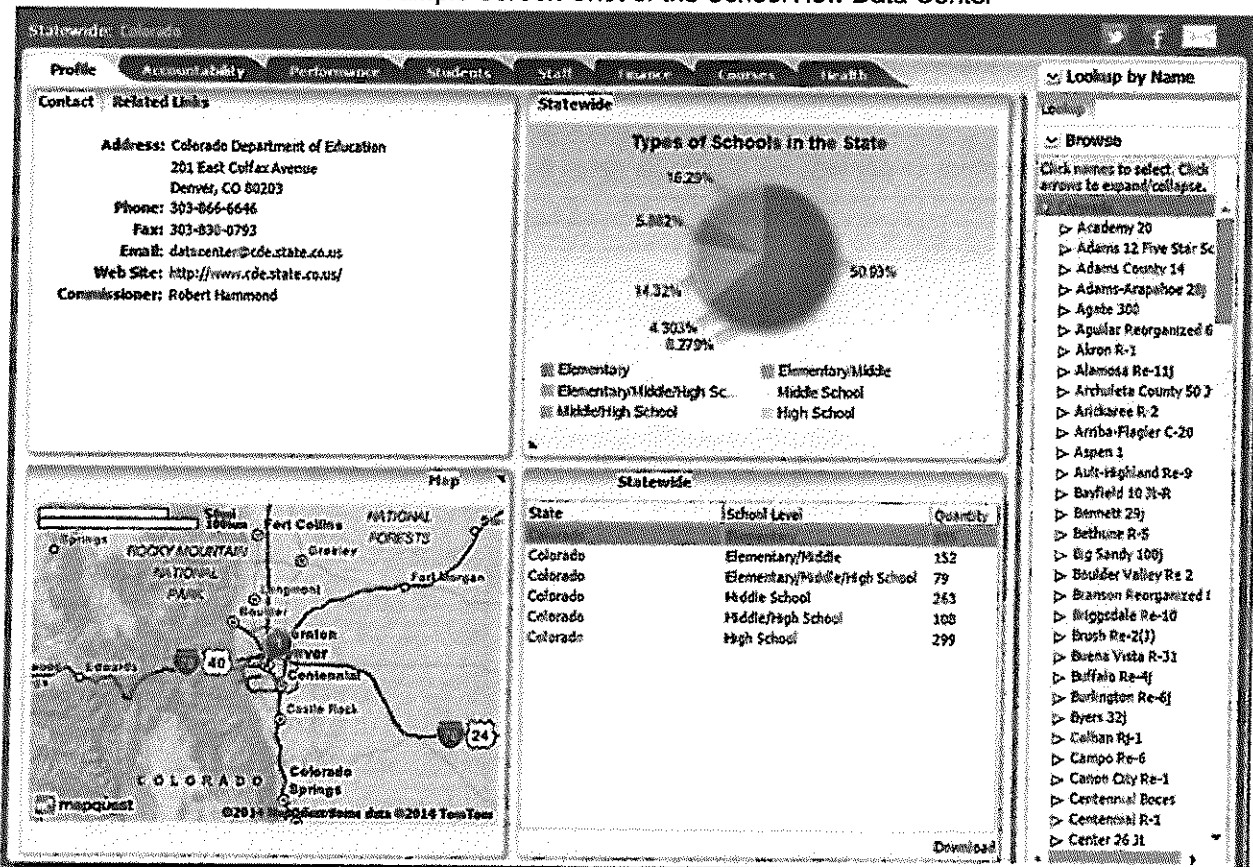 Statewide: Colorado
Profile
Accountability
Performance
Students
Staff
Finance
Courses
Health
Contact
Related Links
Address: Colorado Department of Education
201 East Colfax Avenue
Denver, CO 80203
Phone: 303-866-6646
Fax: 303-830-0793
Email: datacenter@cde.state.co.us
Web Site: http://www.cde.state.co.us/
Commissioner: Robert Hammond
Statewide
Types of Schools in the State
16.29%
5.882%
14.32%
4.303%
8.279%
50.93%
Elementary
Elementary/Middle
Elementary/Middle/High Sc...
Middle School
Middle/High School
High School
Map
50mi
100km
Fort Collins
NATIONAL
FORESTS
Springs
ROCKY MOUNTAIN
NATIONAL
PARK
Greeley
Longmont
Fort Morgan
Boulder
Edwards
40
Centennial
Castle Rock
24
COLORADO
Colorado
Springs
mapquest
©2014 MapQuest Some data ©2014 TomTom
Statewide
State School Level Quantity
Colorado Elementary/Middle 152
Colorado Elementary/Middle/High School 79
Colorado Middle School 263
Colorado Middle/High School 108
Colorado High School 299
Download
Lookup by Name
Lookup
Browse
Click names to select. Click
arrows to expand/collapse.
Academy 20
Adams 12 Five Star Sc
Adams County 14
Adams-Arapahoe 28j
Agate 300
Aguilar Reorganized 6
Akron R-1
Alamosa Re-11j
Archuleta County 50 J
Arickaree R-2
Arriba-Flagler C-20
Aspen 1
Ault-Highland Re-9
Bayfield 10 Jt-R
Bennett 29j
Bethune R-5
Big Sandy 100j
Boulder Valley Re 2
Branson Reorganized
Briggsdale Re-10
Brush Re-2(J)
Buena Vista R-31
Buffalo Re-4j
Burlington Re-6j
Byers 32j
Calhan Rj-1
Campo Re-6
Canon City Re-1
Centennial Boces
Centennial R-1
Center 26 Jt